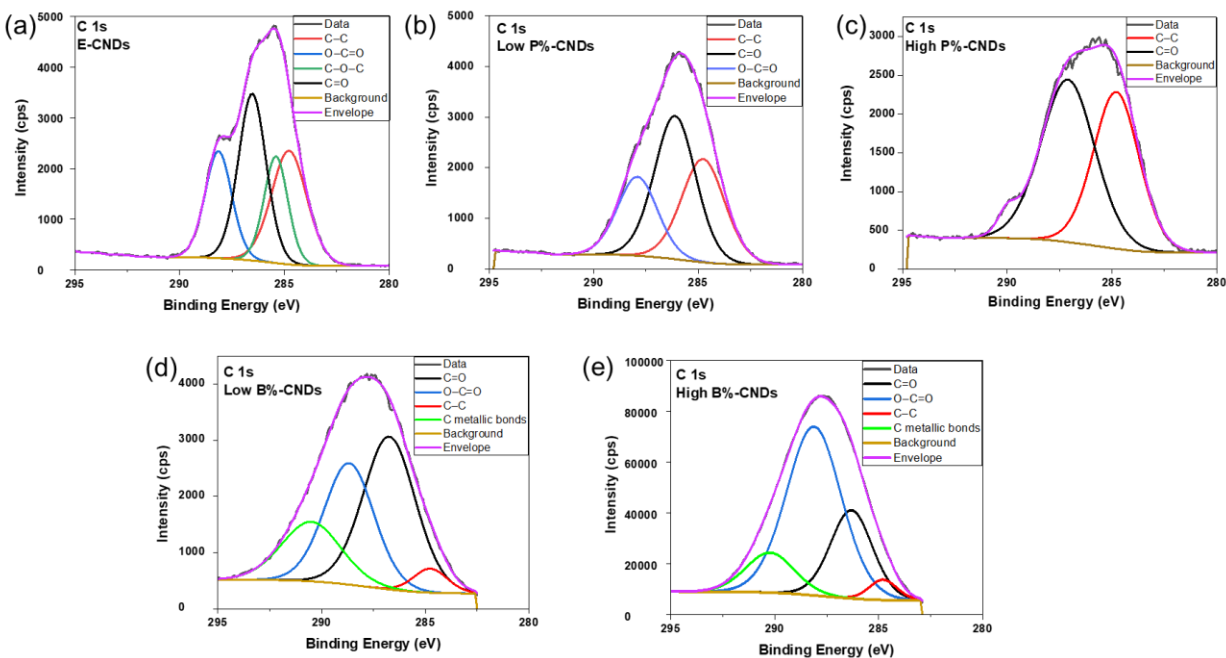 (a)
C 1s
E-CNDs
Data
C–C
O–C=O
C–O–C
C=O
Background
Envelope
5000
4000
3000
2000
1000
0
295
290
285
280
Intensity (cps)
Binding Energy (eV)
(b)
C 1s
Low P%-CNDs
Data
C–C
C=O
O–C=O
Background
Envelope
5000
4000
3000
2000
1000
0
295
290
285
280
Intensity (cps)
Binding Energy (eV)
(c)
C 1s
High P%-CNDs
Data
C–C
C=O
Background
Envelope
3000
2500
2000
1500
1000
500
0
295
290
285
280
Intensity (cps)
Binding Energy (eV)
(d)
C 1s
Low B%-CNDs
Data
C=O
O–C=O
C–C
C metallic bonds
Background
Envelope
4000
3000
2000
1000
0
295
290
285
280
Intensity (cps)
Binding Energy (eV)
(e)
C 1s
High B%-CNDs
Data
C=O
O–C=O
C–C
C metallic bonds
Background
Envelope
100000
80000
60000
40000
20000
0
295
290
285
280
Intensity (cps)
Binding Energy (eV)